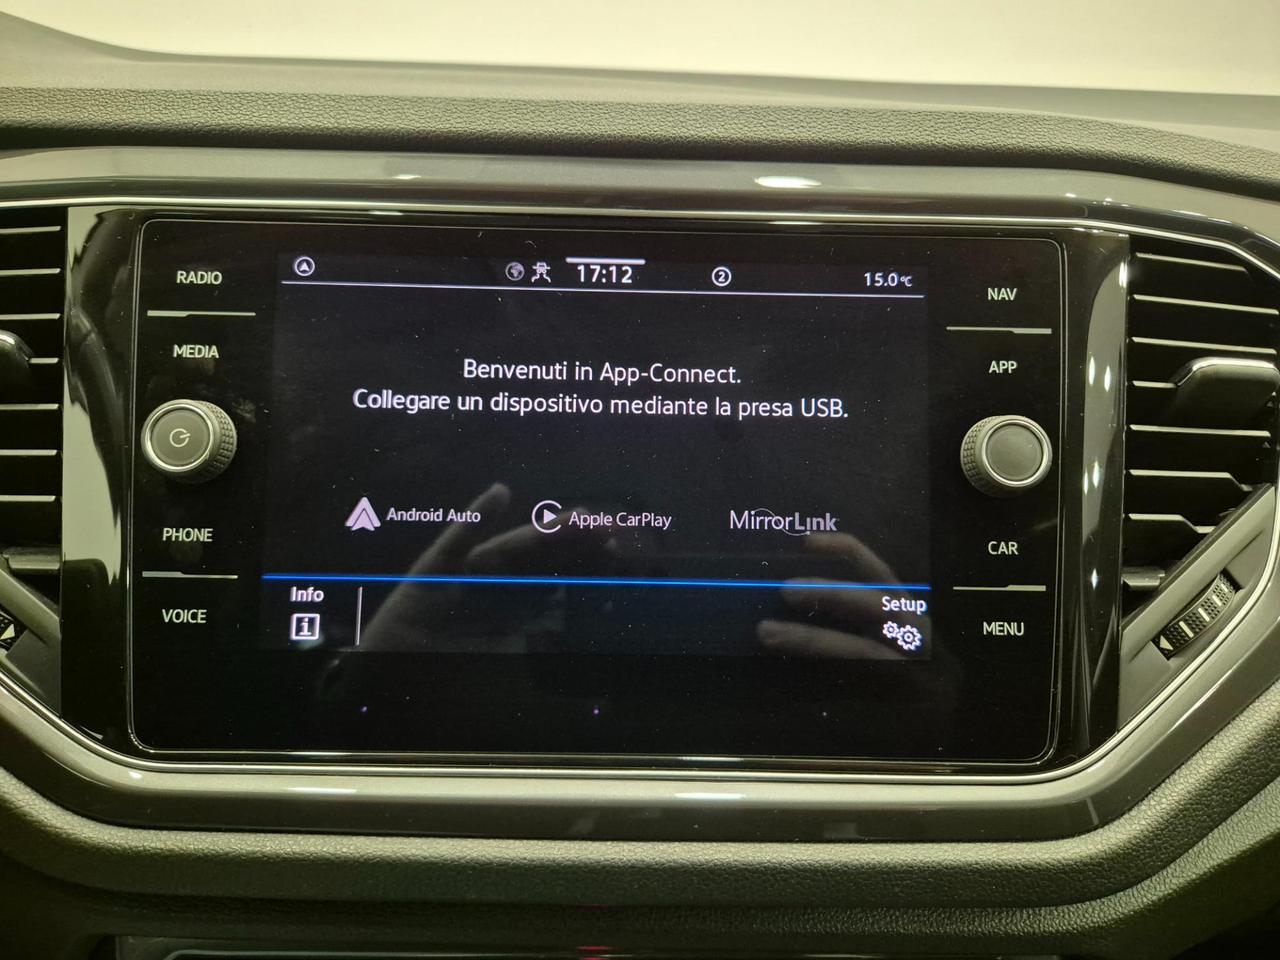 RADIO
MEDIA
PHONE
VOICE
17:12
2
15.0°C
Benvenuti in App-Connect.
Collegare un dispositivo mediante la presa USB.
Android Auto
Apple CarPlay
MirrorLink
Info
i
Setup
NAV
APP
CAR
MENU